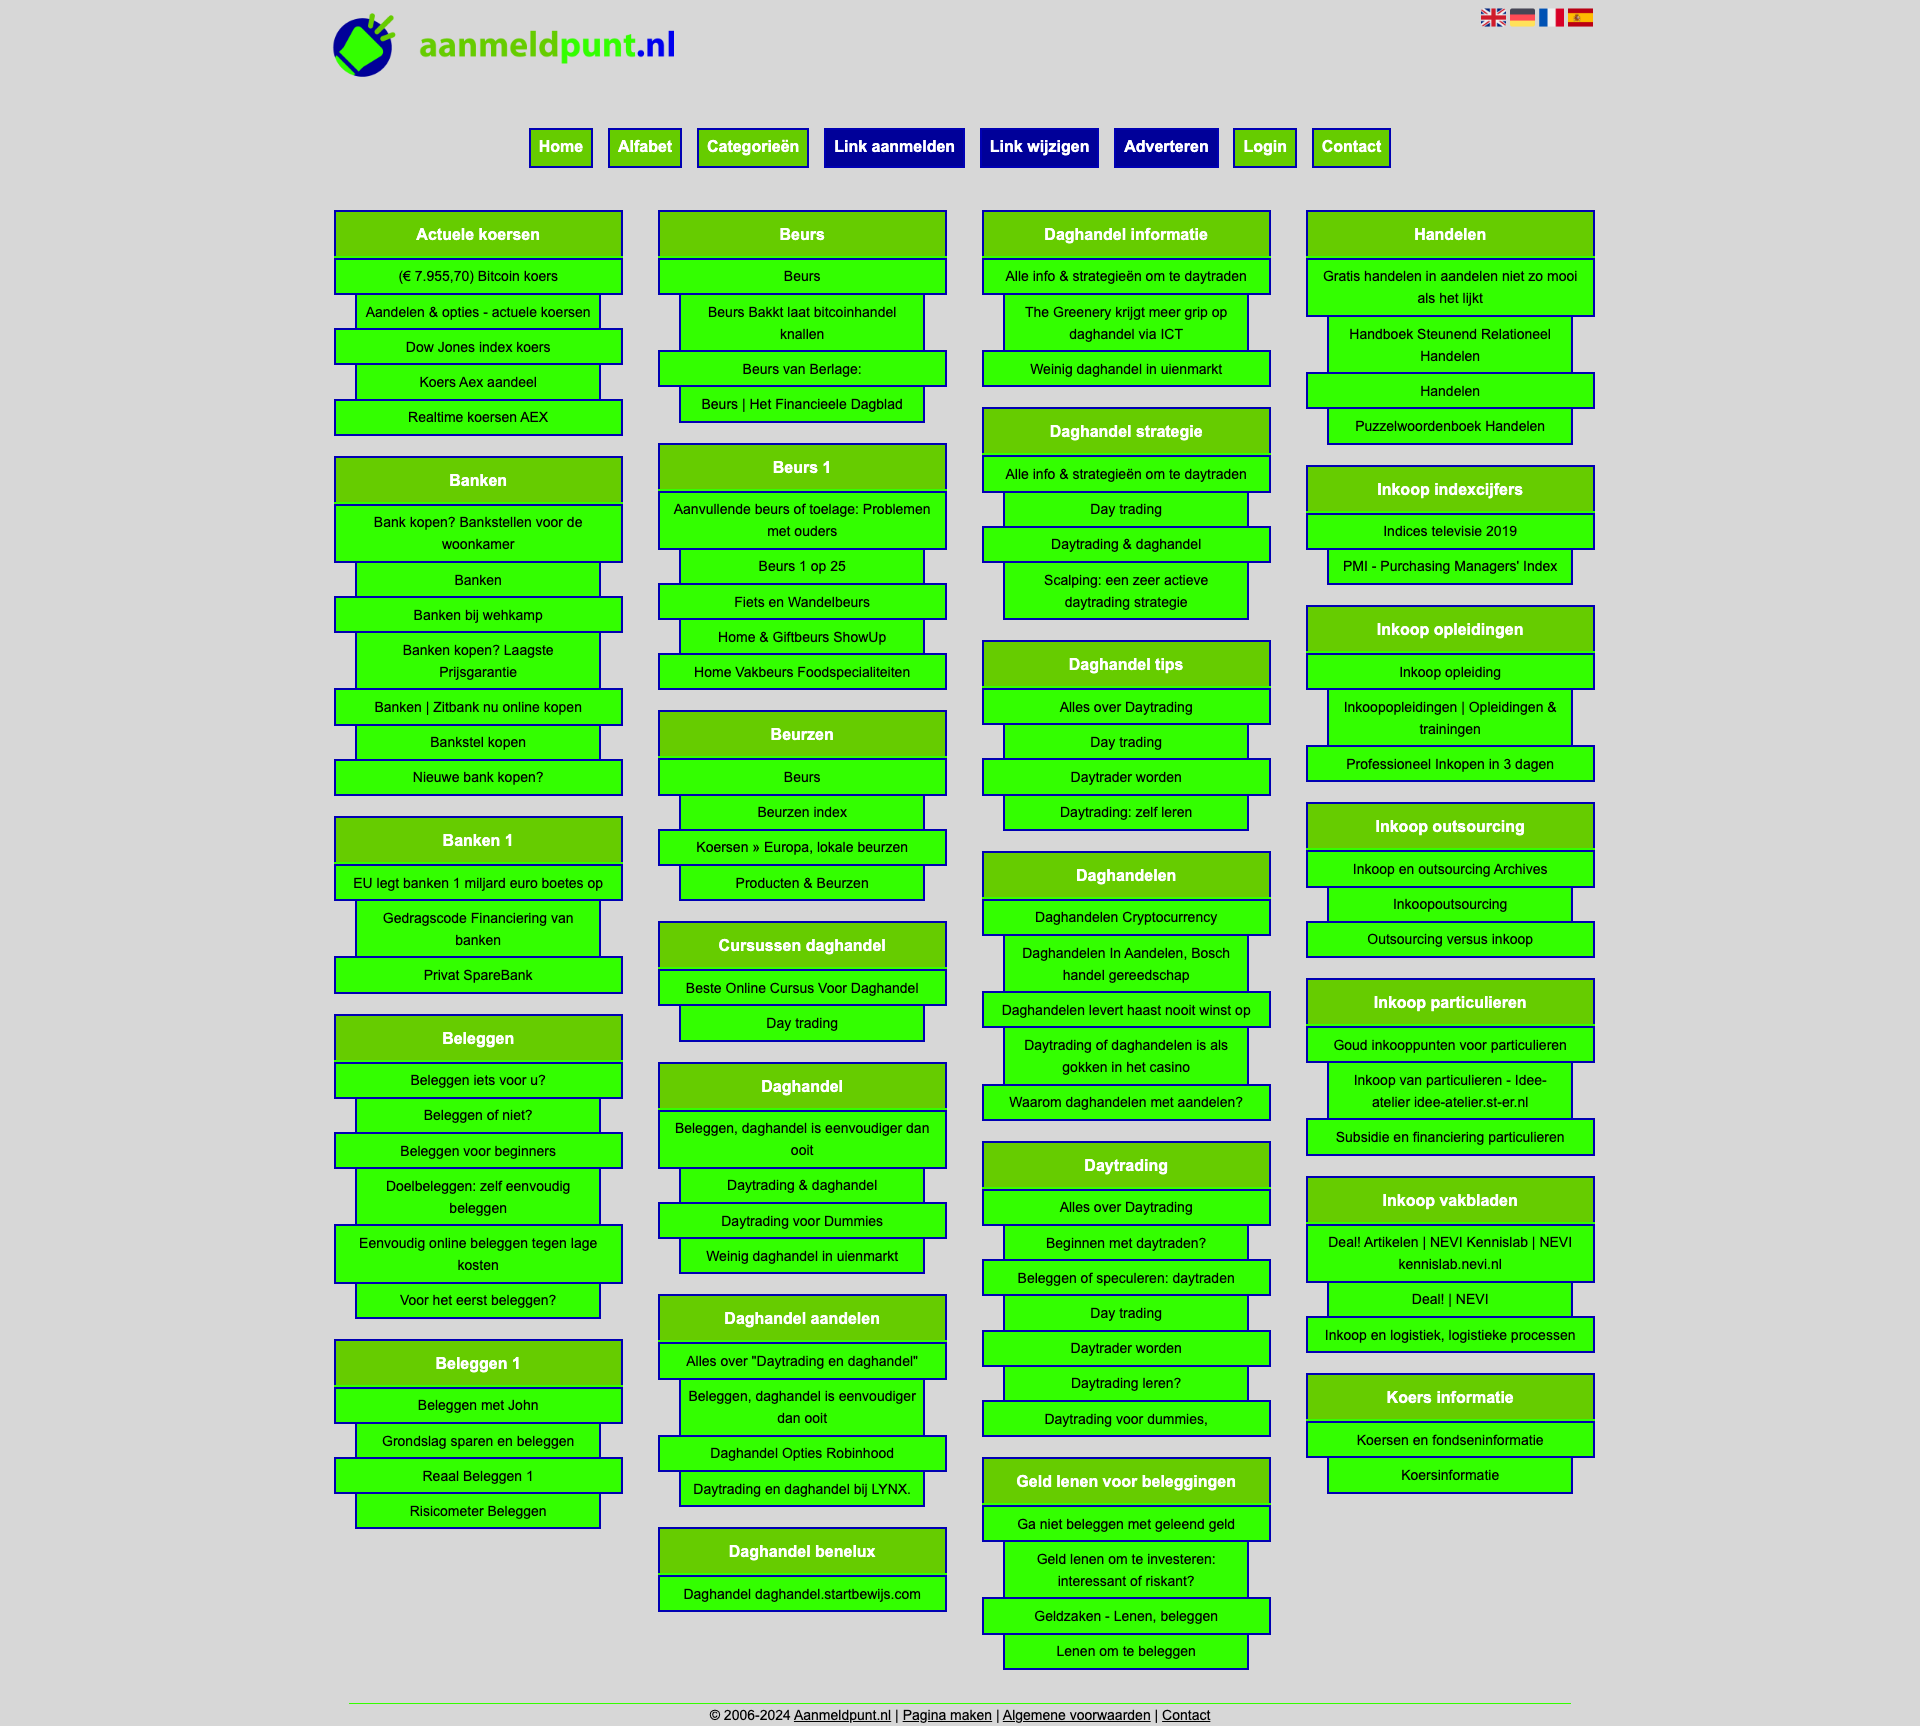 aanmeldpunt.nl
Home
Alfabet
Categorieën
Link aanmelden
Link wijzigen
Adverteren
Login
Contact
Actuele koersen
(€ 7.955,70) Bitcoin koers
Aandelen & opties - actuele koersen
Dow Jones index koers
Koers Aex aandeel
Realtime koersen AEX
Banken
Bank kopen? Bankstellen voor de
woonkamer
Banken
Banken bij wehkamp
Banken kopen? Laagste
Prijsgarantie
Banken | Zitbank nu online kopen
Bankstel kopen
Nieuwe bank kopen?
Banken 1
EU legt banken 1 miljard euro boetes op
Gedragscode Financiering van
banken
Privat SpareBank
Beleggen
Beleggen iets voor u?
Beleggen of niet?
Beleggen voor beginners
Doelbeleggen: zelf eenvoudig
beleggen
Eenvoudig online beleggen tegen lage
kosten
Voor het eerst beleggen?
Beleggen 1
Beleggen met John
Grondslag sparen en beleggen
Reaal Beleggen 1
Risicometer Beleggen
Beurs
Beurs
Beurs Bakkt laat bitcoinhandel
knallen
Beurs van Berlage:
Beurs | Het Financieele Dagblad
Beurs 1
Aanvullende beurs of toelage: Problemen
met ouders
Beurs 1 op 25
Fiets en Wandelbeurs
Home & Giftbeurs ShowUp
Home Vakbeurs Foodspecialiteiten
Beurzen
Beurs
Beurzen index
Koersen » Europa, lokale beurzen
Producten & Beurzen
Cursussen daghandel
Beste Online Cursus Voor Daghandel
Day trading
Daghandel
Beleggen, daghandel is eenvoudiger dan
ooit
Daytrading & daghandel
Daytrading voor Dummies
Weinig daghandel in uienmarkt
Daghandel aandelen
Alles over "Daytrading en daghandel"
Beleggen, daghandel is eenvoudiger
dan ooit
Daghandel Opties Robinhood
Daytrading en daghandel bij LYNX.
Daghandel benelux
Daghandel daghandel.startbewijs.com
Daghandel informatie
Alle info & strategieën om te daytraden
The Greenery krijgt meer grip op
daghandel via ICT
Weinig daghandel in uienmarkt
Daghandel strategie
Alle info & strategieën om te daytraden
Day trading
Daytrading & daghandel
Scalping: een zeer actieve
daytrading strategie
Daghandel tips
Alles over Daytrading
Day trading
Daytrader worden
Daytrading: zelf leren
Daghandelen
Daghandelen Cryptocurrency
Daghandelen In Aandelen, Bosch
handel gereedschap
Daghandelen levert haast nooit winst op
Daytrading of daghandelen is als
gokken in het casino
Waarom daghandelen met aandelen?
Daytrading
Alles over Daytrading
Beginnen met daytraden?
Beleggen of speculeren: daytraden
Day trading
Daytrader worden
Daytrading leren?
Daytrading voor dummies,
Geld lenen voor beleggingen
Ga niet beleggen met geleend geld
Geld lenen om te investeren:
interessant of riskant?
Geldzaken - Lenen, beleggen
Lenen om te beleggen
Handelen
Gratis handelen in aandelen niet zo mooi
als het lijkt
Handboek Steunend Relationeel
Handelen
Handelen
Puzzelwoordenboek Handelen
Inkoop indexcijfers
Indices televisie 2019
PMI - Purchasing Managers' Index
Inkoop opleidingen
Inkoop opleiding
Inkoopopleidingen | Opleidingen &
trainingen
Professioneel Inkopen in 3 dagen
Inkoop outsourcing
Inkoop en outsourcing Archives
Inkoopoutsourcing
Outsourcing versus inkoop
Inkoop particulieren
Goud inkooppunten voor particulieren
Inkoop van particulieren - Idee-
atelier idee-atelier.st-er.nl
Subsidie en financiering particulieren
Inkoop vakbladen
Deal! Artikelen | NEVI Kennislab | NEVI
kennislab.nevi.nl
Deal! | NEVI
Inkoop en logistiek, logistieke processen
Koers informatie
Koersen en fondseninformatie
Koersinformatie
© 2006-2024 Aanmeldpunt.nl | Pagina maken | Algemene voorwaarden | Contact